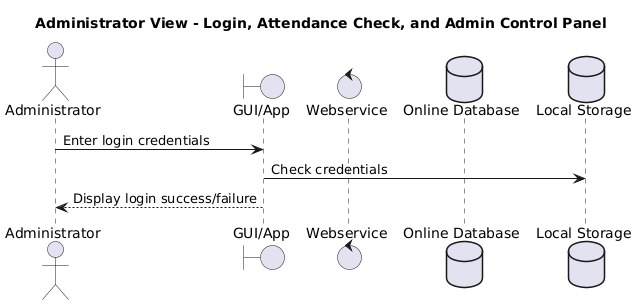 Administrator View - Login, Attendance Check, and Admin Control Panel
Administrator GUI/App Webservice Online Database Local Storage
Enter login credentials
Check credentials
Display login success/failure
Administrator GUI/App Webservice Online Database Local Storage